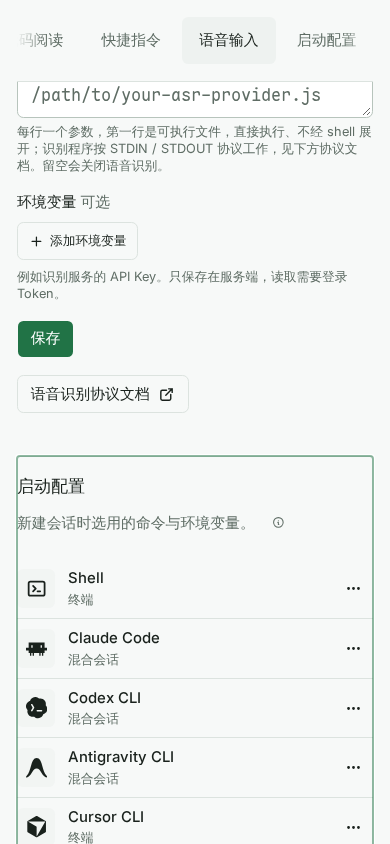 码阅读 快捷指令 语音输入 启动配置
/path/to/your-asr-provider.js
每行一个参数，第一行是可执行文件，直接执行、不经 shell 展
开；识别程序按 STDIN / STDOUT 协议工作，见下方协议文
档。留空会关闭语音识别。
环境变量 可选
添加环境变量
例如识别服务的 API Key。只保存在服务端，读取需要登录
Token。
保存
语音识别协议文档
启动配置
新建会话时选用的命令与环境变量。
Shell
终端
Claude Code
混合会话
Codex CLI
混合会话
Antigravity CLI
混合会话
Cursor CLI
终端